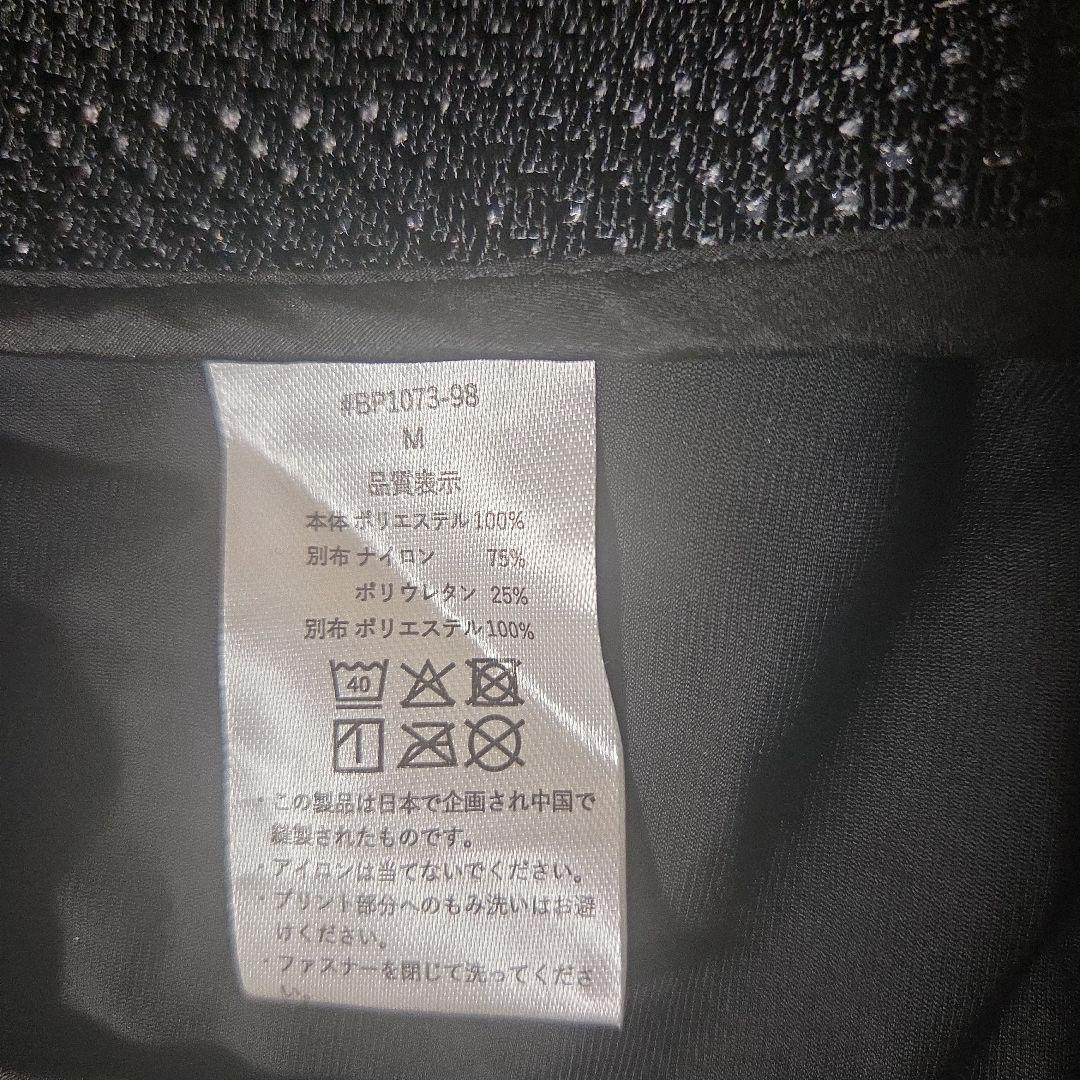 #BP1073-98
M
品質表示
本体 ポリエステル100%
別布 ナイロン 75%
ポリウレタン 25%
別布 ポリエステル100%
40
・この製品は日本で企画され中国で
縫製されたものです。
・アイロンは当てないでください。
・プリント部分へのもみ洗いはお避
けください。
・ファスナーを閉じて洗ってくださ
い。